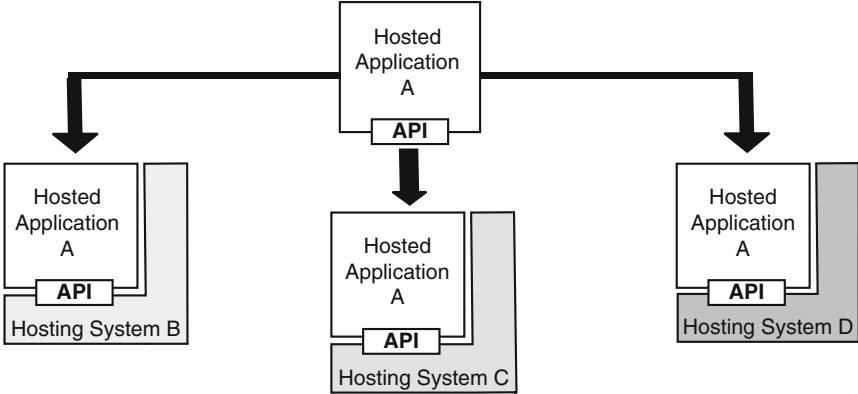 Hosted
Application
A
API
Hosted
Application
A
API
Hosting System B
Hosted
Application
A
API
Hosting System C
Hosted
Application
A
API
Hosting System D